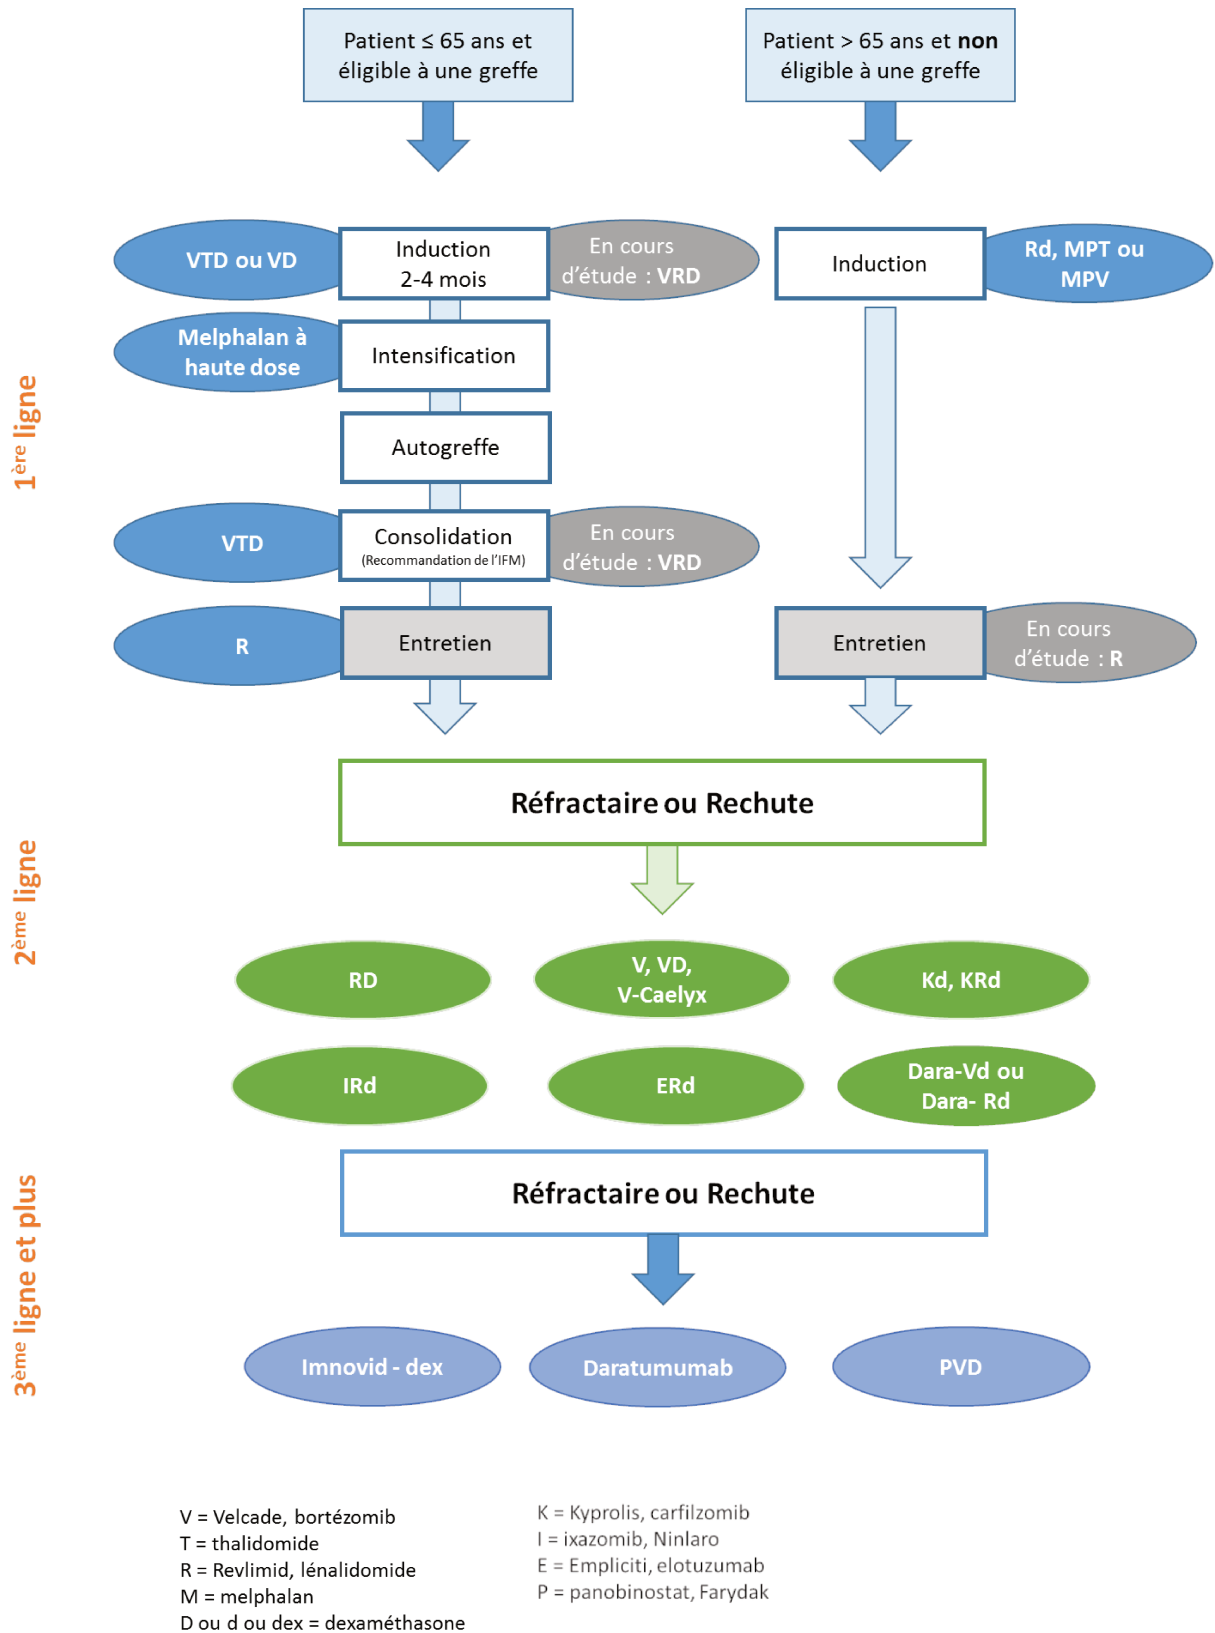 Patient ≤ 65 ans et
éligible à une greffe
Patient > 65 ans et non
éligible à une greffe
1ère ligne
VTD ou VD
Induction
2-4 mois
En cours
d’étude : VRD
Induction
Rd, MPT ou
MPV
Melphalan à
haute dose
Intensification
Autogreffe
VTD
Consolidation
(Recommandation de l’IFM)
En cours
d’étude : VRD
R
Entretien
Entretien
En cours
d’étude : R
2ème ligne
Réfractaire ou Rechute
RD
V, VD,
V-Caelyx
Kd, KRd
IRd
ERd
Dara-Vd ou
Dara- Rd
3ème ligne et plus
Réfractaire ou Rechute
Imnovid - dex
Daratumumab
PVD
V = Velcade, bortézomib
T = thalidomide
R = Revlimid, lénalidomide
M = melphalan
D ou d ou dex = dexaméthasone
K = Kyprolis, carfilzomib
I = ixazomib, Ninlaro
E = Empliciti, elotuzumab
P = panobinostat, Farydak